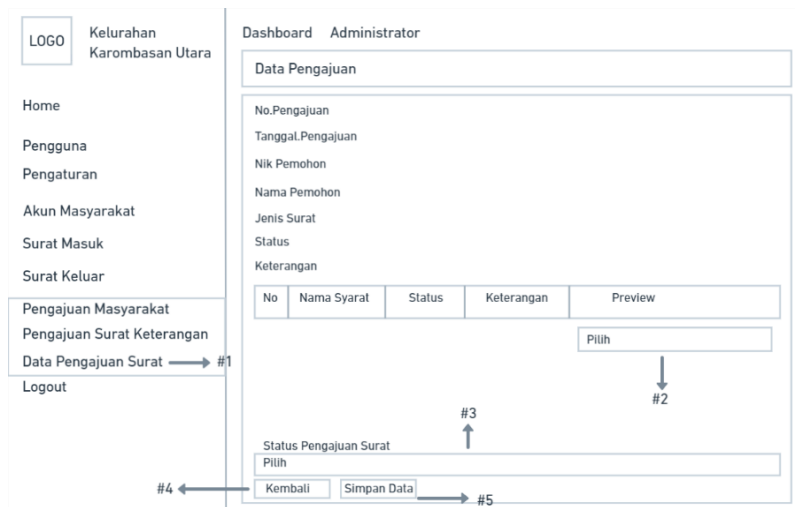 LOGO
Kelurahan
Karombasan Utara
Home
Pengguna
Pengaturan
Akun Masyarakat
Surat Masuk
Surat Keluar
Pengajuan Masyarakat
Pengajuan Surat Keterangan
Data Pengajuan Surat
#1
Logout
Dashboard Administrator
Data Pengajuan
No.Pengajuan
Tanggal.Pengajuan
Nik Pemohon
Nama Pemohon
Jenis Surat
Status
Keterangan
No Nama Syarat Status Keterangan Preview
Pilih
#2
#3
Status Pengajuan Surat
Pilih
#4 Kembali Simpan Data #5